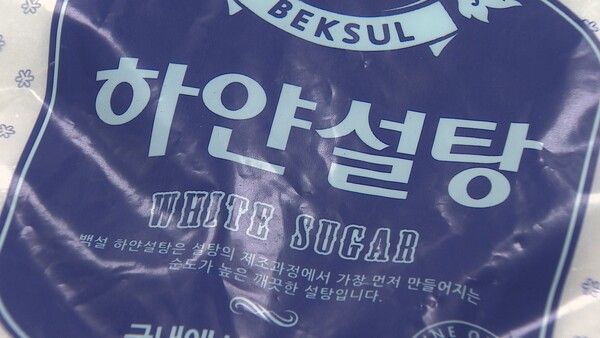 BEKSUL
하얀설탕
WHITE SUGAR
백설 하얀설탕은 설탕의 제조과정에서 가장 먼저 만들어지는
순도가 높은 깨끗한 설탕입니다.